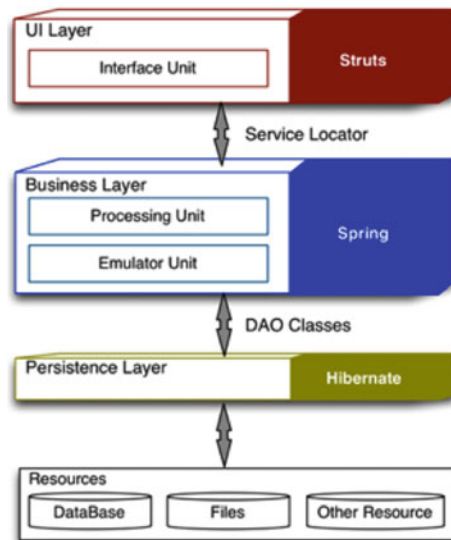 UI Layer
Interface Unit
Struts
Service Locator
Business Layer
Processing Unit
Emulator Unit
Spring
DAO Classes
Persistence Layer
Hibernate
Resources
DataBase
Files
Other Resource